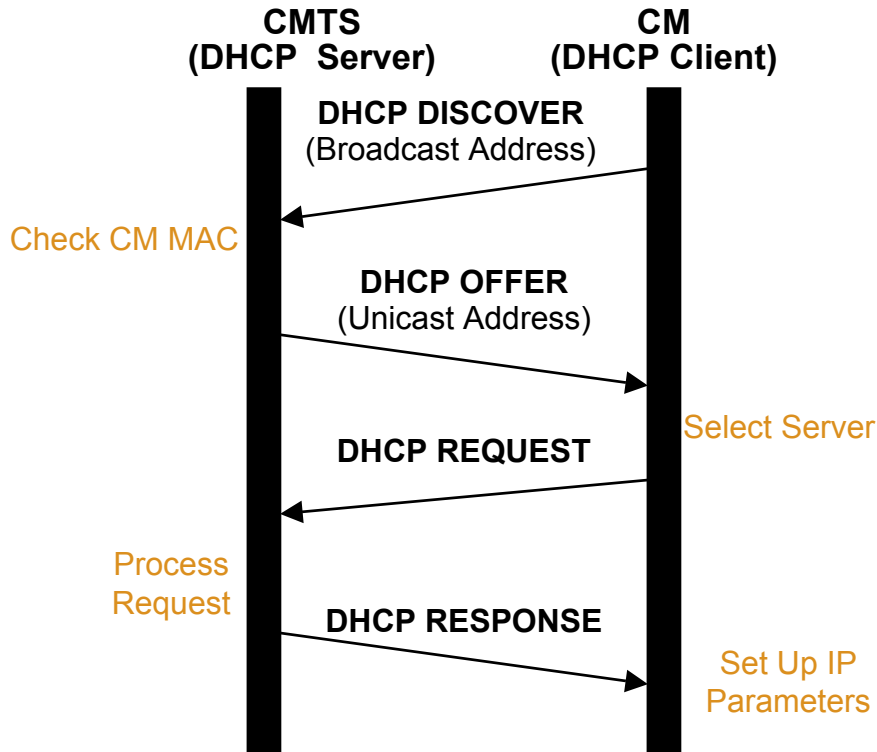 CMTS
(DHCP Server)
CM
(DHCP Client)
DHCP DISCOVER
(Broadcast Address)
Check CM MAC
DHCP OFFER
(Unicast Address)
Select Server
DHCP REQUEST
Process
Request
DHCP RESPONSE
Set Up IP
Parameters